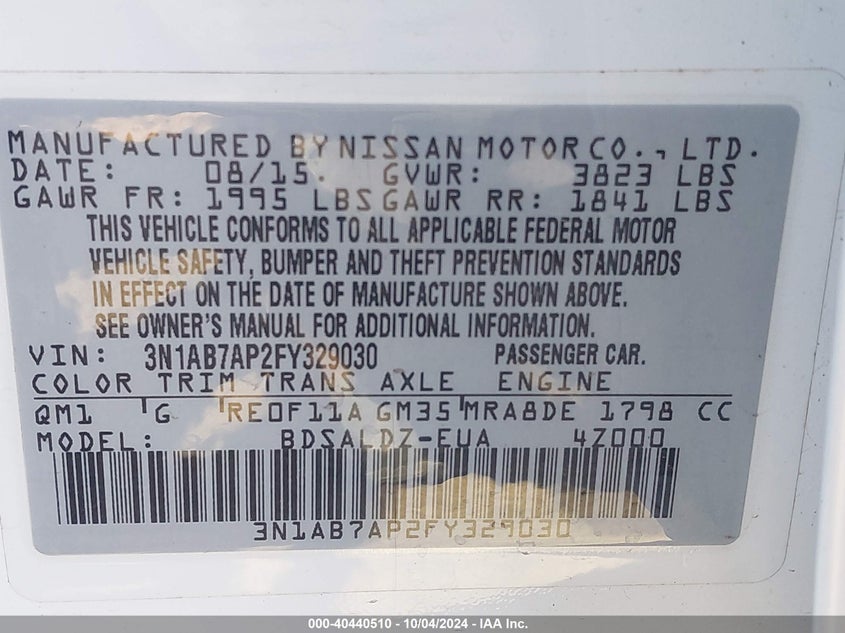 MANUFACTURED BY NISSAN MOTOR CO., LTD.
DATE: 08/15. GVWR: 3823 LBS
GAWR FR: 1995 LBS GAWR RR: 1841 LBS
THIS VEHICLE CONFORMS TO ALL APPLICABLE FEDERAL MOTOR
VEHICLE SAFETY, BUMPER AND THEFT PREVENTION STANDARDS
IN EFFECT ON THE DATE OF MANUFACTURE SHOWN ABOVE.
SEE OWNER'S MANUAL FOR ADDITIONAL INFORMATION.
VIN: 3N1AB7AP2FY329030 PASSENGER CAR.
COLOR TRIM TRANS AXLE ENGINE
QM1 G RE0F11A GM35 MRA8DE 1798 CC
MODEL: BDSALDZ-EUA 4Z000
3N1AB7AP2FY329030
000-40440510 - 10/04/2024 - IAA Inc.